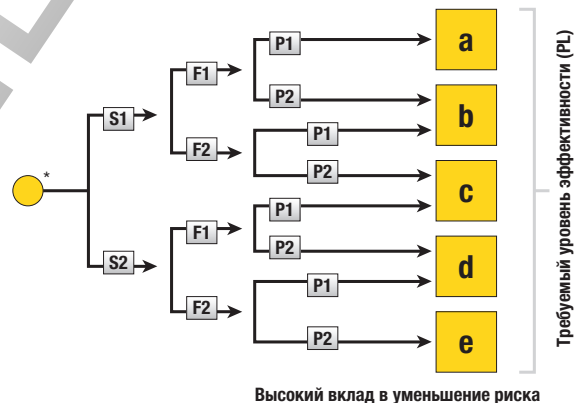 P1
a
F1
P2
b
S1
P1
F2
P2
c
*
P1
F1
P2
d
S2
P1
F2
P2
e
Требуемый уровень эффективности (PL)
Высокий вклад в уменьшение риска